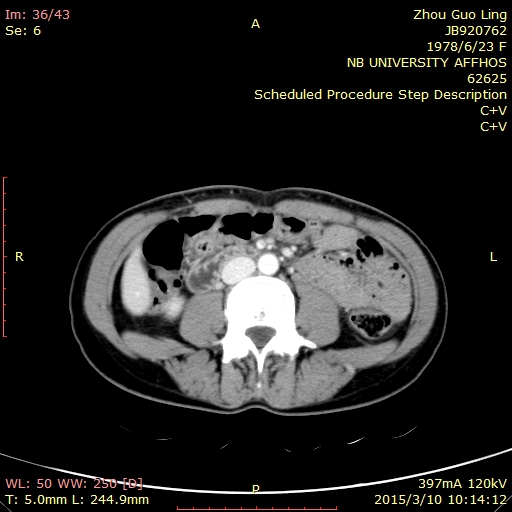 Im: 36/43
Se: 6
A
Zhou Guo Ling
JB920762
1978/6/23 F
NB UNIVERSITY AFFHOS
62625
Scheduled Procedure Step Description
C+V
C+V
R
L
WL: 50 WW: 250 [D]
T: 5.0mm L: 244.9mm
P
397mA 120kV
2015/3/10 10:14:12